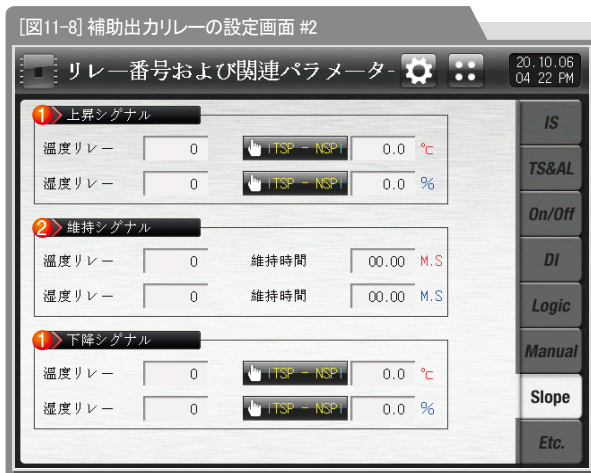 [図11-8] 補助出力リレーの設定画面 #2
リレー番号および関連パラメーター
20.10.06
04 22 PM
1 上昇シグナル
温度リレー 0 |TSP - NSP| 0.0 ℃
湿度リレー 0 |TSP - NSP| 0.0 %
2 維持シグナル
温度リレー 0 維持時間 00.00 M.S
湿度リレー 0 維持時間 00.00 M.S
1 下降シグナル
温度リレー 0 |TSP - NSP| 0.0 ℃
湿度リレー 0 |TSP - NSP| 0.0 %
IS
TS&AL
On/Off
DI
Logic
Manual
Slope
Etc.